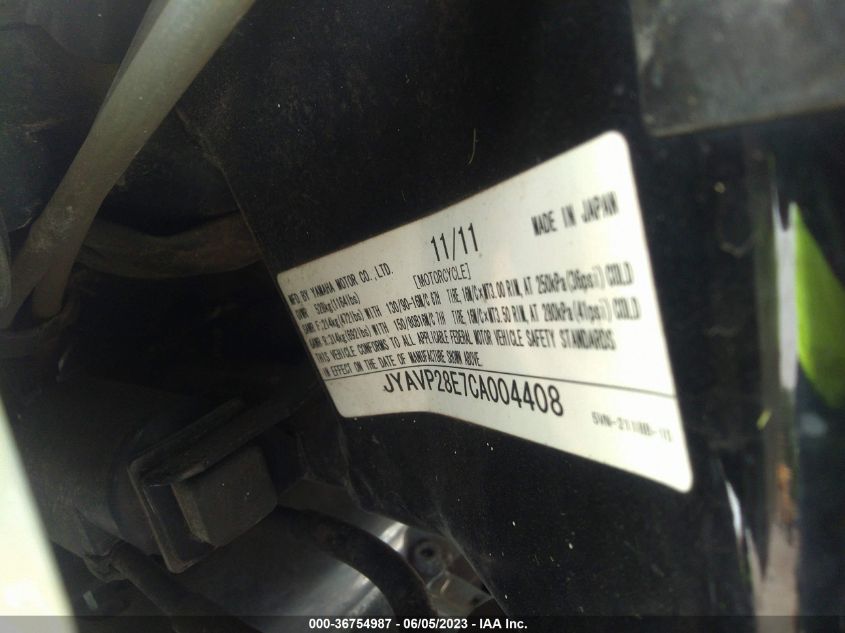 MFD BY YAMAHA MOTOR CO.,LTD. 11/11 MADE IN JAPAN
GVWR 528kg(1164lbs) [MOTORCYCLE]
GAWR F:214kg(472lbs) WITH 130/90-16M/C 67H TIRE, 16M/C×MT3.00 RIM, AT 250kPa(36psi) COLD
GAWR R:314kg(692lbs) WITH 150/80B16M/C 71H TIRE, 16M/C×MT3.50 RIM, AT 280kPa(41psi) COLD
THIS VEHICLE CONFORMS TO ALL APPLICABLE FEDERAL MOTOR VEHICLE SAFETY STANDARDS
IN EFFECT ON THE DATE OF MANUFACTURE SHOWN ABOVE.
JYAVP28E7CA004408
000-36754987 - 06/05/2023 - IAA Inc.